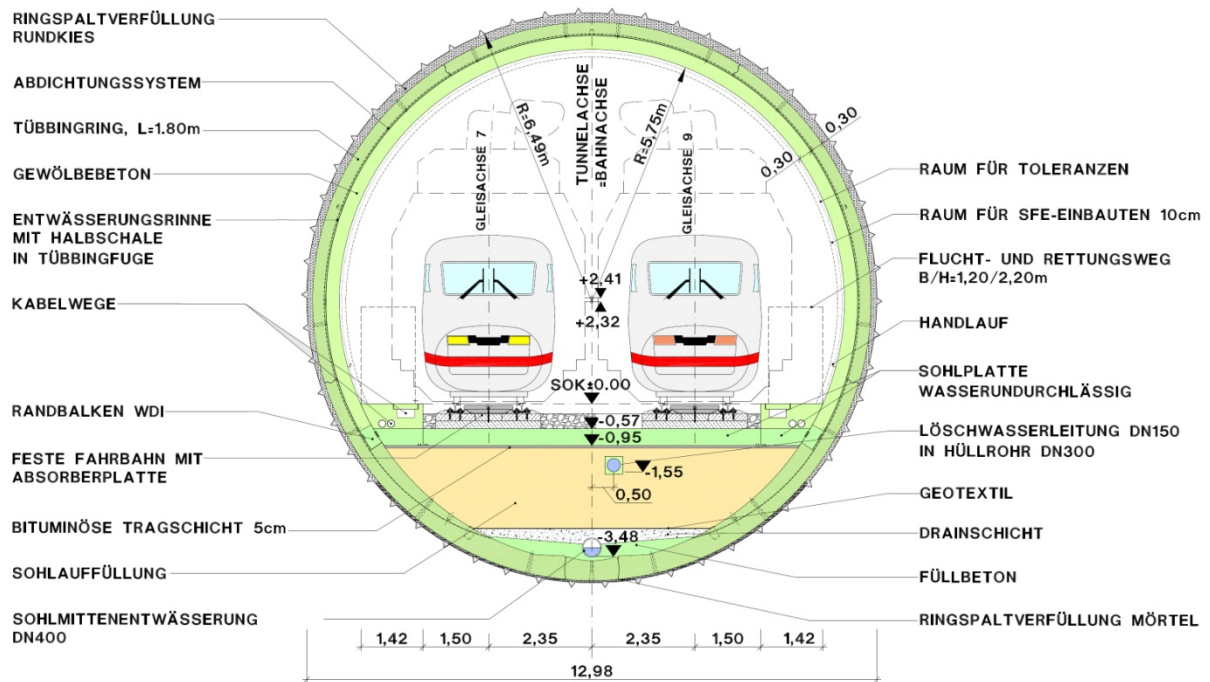 RINGSPALTVERFÜLLUNG
RUNDKIES
ABDICHTUNGSSYSTEM
TÜBBINGRING, L=1.80m
GEWÖLBEBETON
ENTWÄSSERUNGSRINNE
MIT HALBSCHALE
IN TÜBBINGFUGE
KABELWEGE
RANDBALKEN WDI
FESTE FAHRBAHN MIT
ABSORBERPLATTE
BITUMINÖSE TRAGSCHICHT 5cm
SOHLAUFFÜLLUNG
SOHLMITTENENTWÄSSERUNG
DN400
R=6,49m
GLEISACHSE 7
TUNNELACHSE
=BAHNACHSE
R=5,75m
GLEISACHSE 9
0,30
0,30
+2,41
+2,32
SOK±0.00
-0,57
-0,95
-1,55
0,50
-3,48
RAUM FÜR TOLERANZEN
RAUM FÜR SFE-EINBAUTEN 10cm
FLUCHT- UND RETTUNGSWEG
B/H=1,20/2,20m
HANDLAUF
SOHLPLATTE
WASSERUNDURCHLÄSSIG
LÖSCHWASSERLEITUNG DN150
IN HÜLLROHR DN300
GEOTEXTIL
DRAINSCHICHT
FÜLLBETON
RINGSPALTVERFÜLLUNG MÖRTEL
1,42 1,50 2,35 2,35 1,50 1,42
12,98